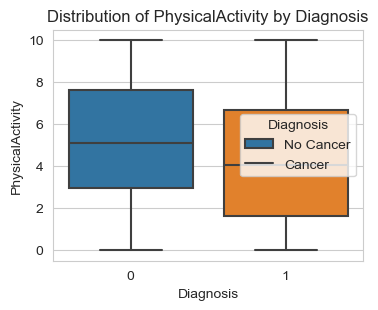 Distribution of PhysicalActivity by Diagnosis
10
8
6
4
2
0
PhysicalActivity
Diagnosis
No Cancer
Cancer
0
1
Diagnosis